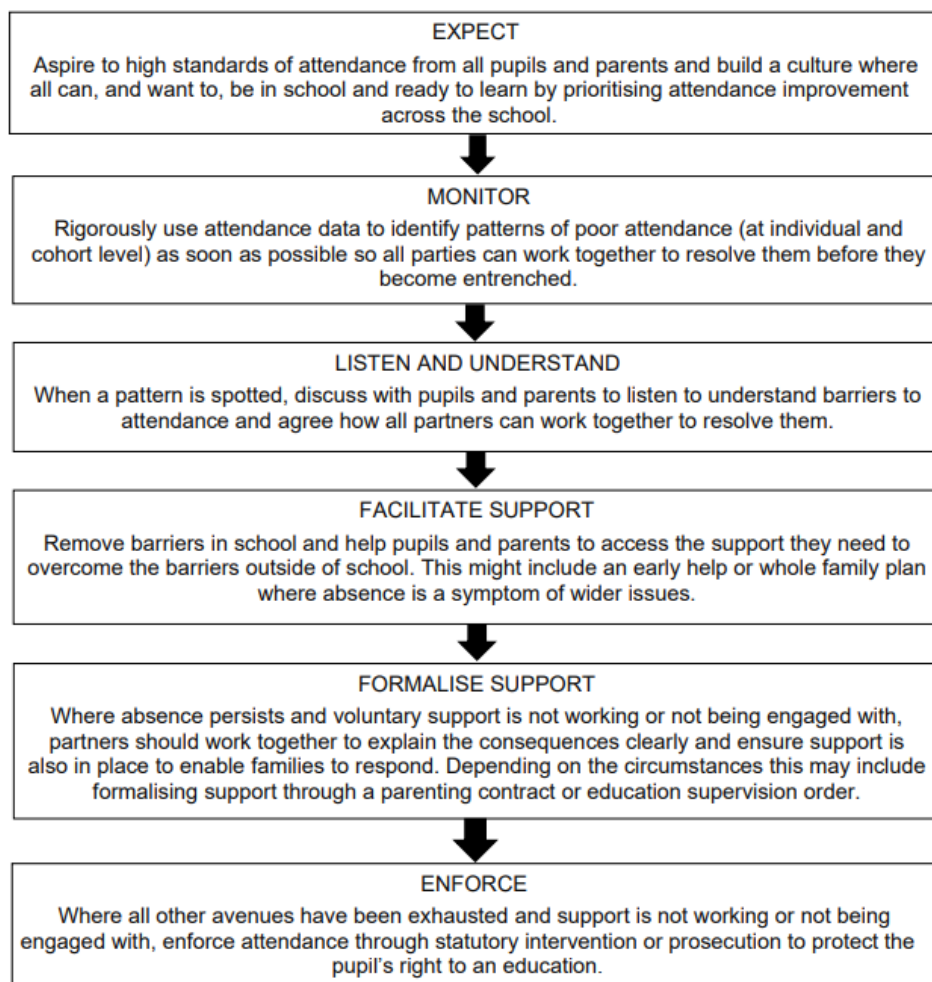 EXPECT
Aspire to high standards of attendance from all pupils and parents and build a culture where
all can, and want to, be in school and ready to learn by prioritising attendance improvement
across the school.
MONITOR
Rigorously use attendance data to identify patterns of poor attendance (at individual and
cohort level) as soon as possible so all parties can work together to resolve them before they
become entrenched.
LISTEN AND UNDERSTAND
When a pattern is spotted, discuss with pupils and parents to listen to understand barriers to
attendance and agree how all partners can work together to resolve them.
FACILITATE SUPPORT
Remove barriers in school and help pupils and parents to access the support they need to
overcome the barriers outside of school. This might include an early help or whole family plan
where absence is a symptom of wider issues.
FORMALISE SUPPORT
Where absence persists and voluntary support is not working or not being engaged with,
partners should work together to explain the consequences clearly and ensure support is
also in place to enable families to respond. Depending on the circumstances this may include
formalising support through a parenting contract or education supervision order.
ENFORCE
Where all other avenues have been exhausted and support is not working or not being
engaged with, enforce attendance through statutory intervention or prosecution to protect the
pupil's right to an education.